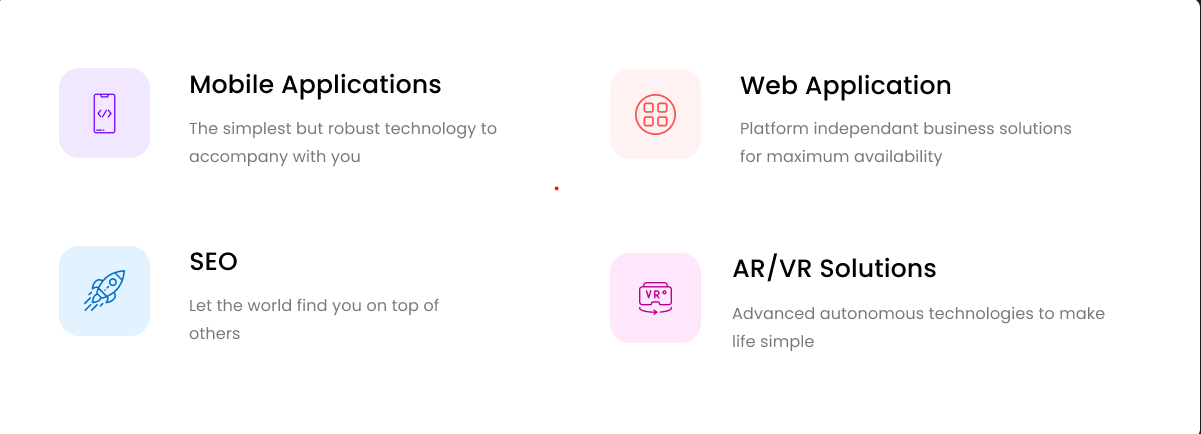 Mobile Applications
The simplest but robust technology to
accompany with you
Web Application
Platform independant business solutions
for maximum availability
SEO
Let the world find you on top of
others
VR
AR/VR Solutions
Advanced autonomous technologies to make
life simple